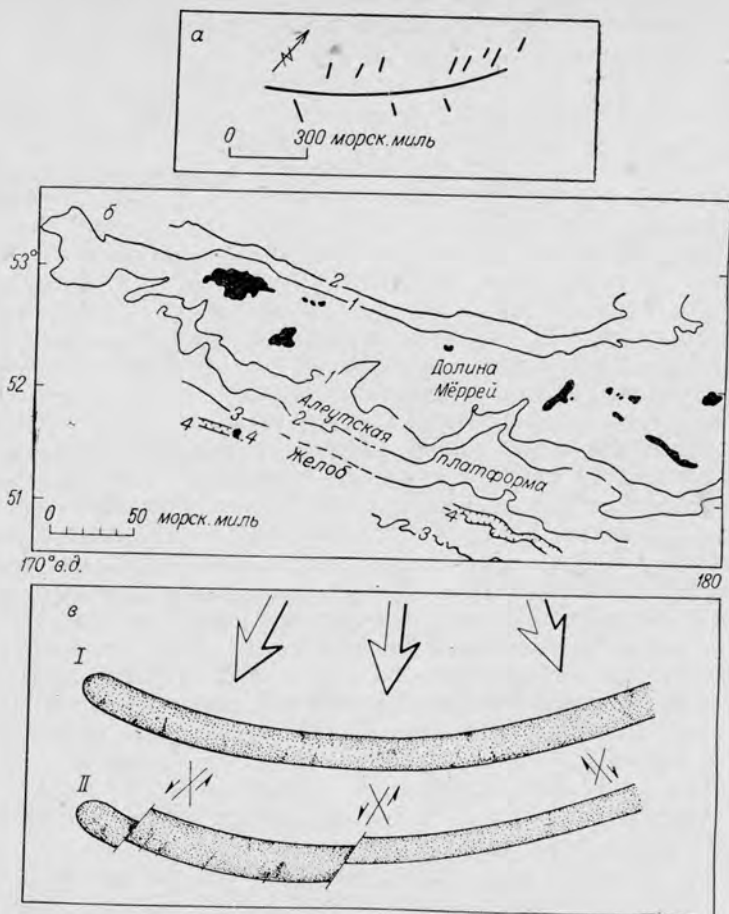 а
N
0 300 морск. миль
б
53°
2
1
Долина
Мёррей
52
1
Алеутская
3
2
4
4
платформа
Желоб
51
4
0 50 морск. миль
3
170° в.д.
180
в
I
II